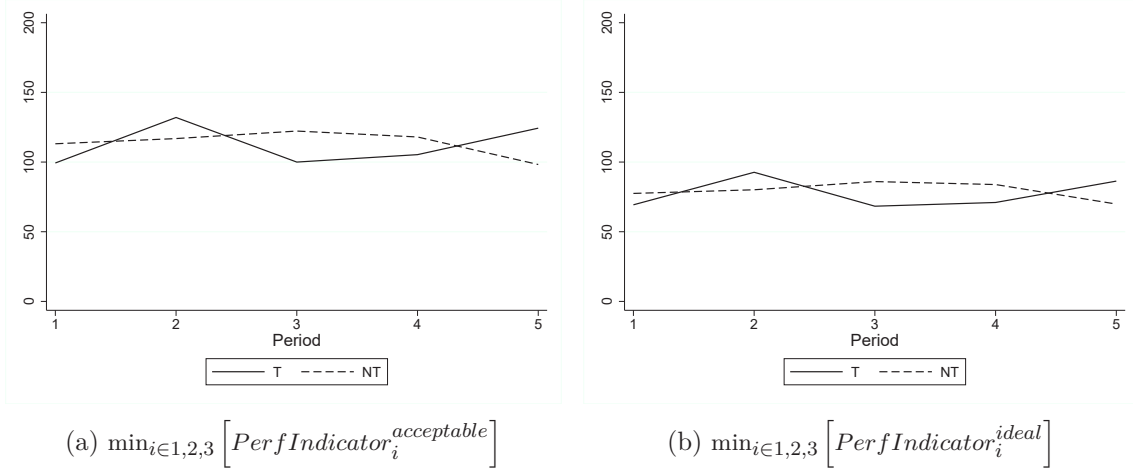 200
150
100
50
0
1 2 3 4 5
Period
T NT
(a) min_{i∈1,2,3} [PerfIndicator_i^{acceptable}]
200
150
100
50
0
1 2 3 4 5
Period
T NT
(b) min_{i∈1,2,3} [PerfIndicator_i^{ideal}]